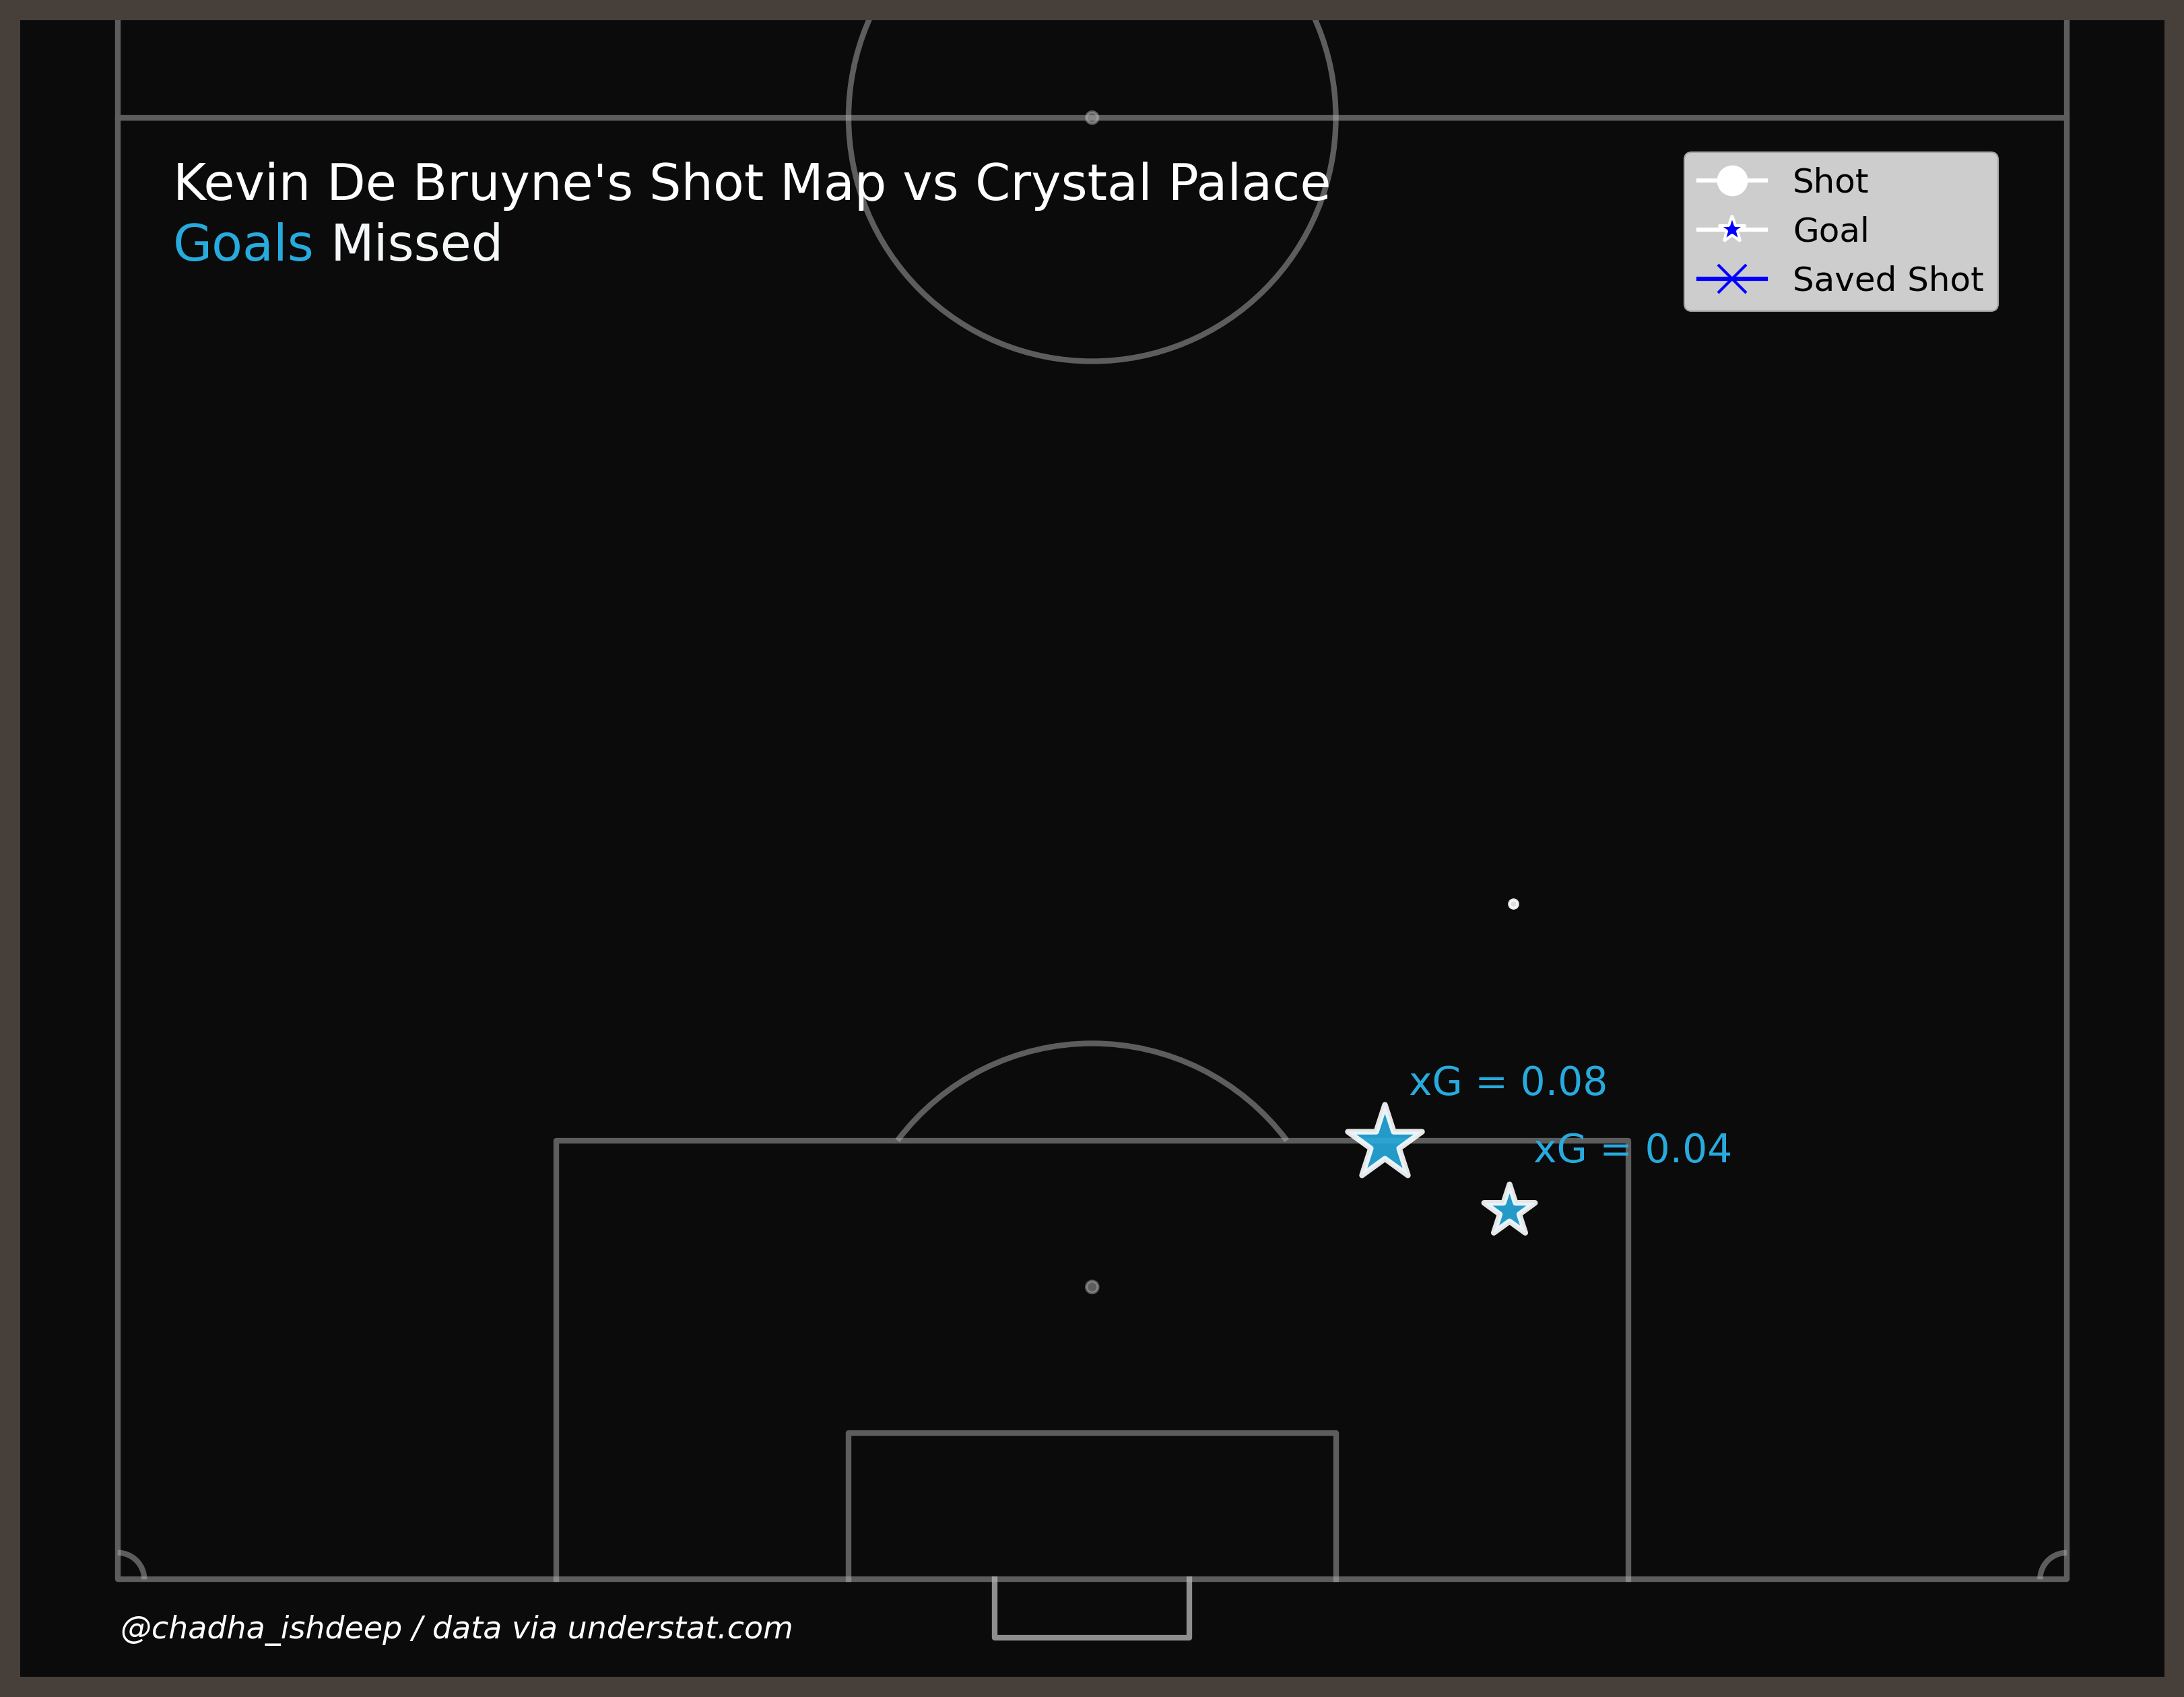 Kevin De Bruyne's Shot Map vs Crystal Palace
Goals Missed
Shot
Goal
Saved Shot
xG = 0.08
xG = 0.04
@chadha_ishdeep / data via understat.com